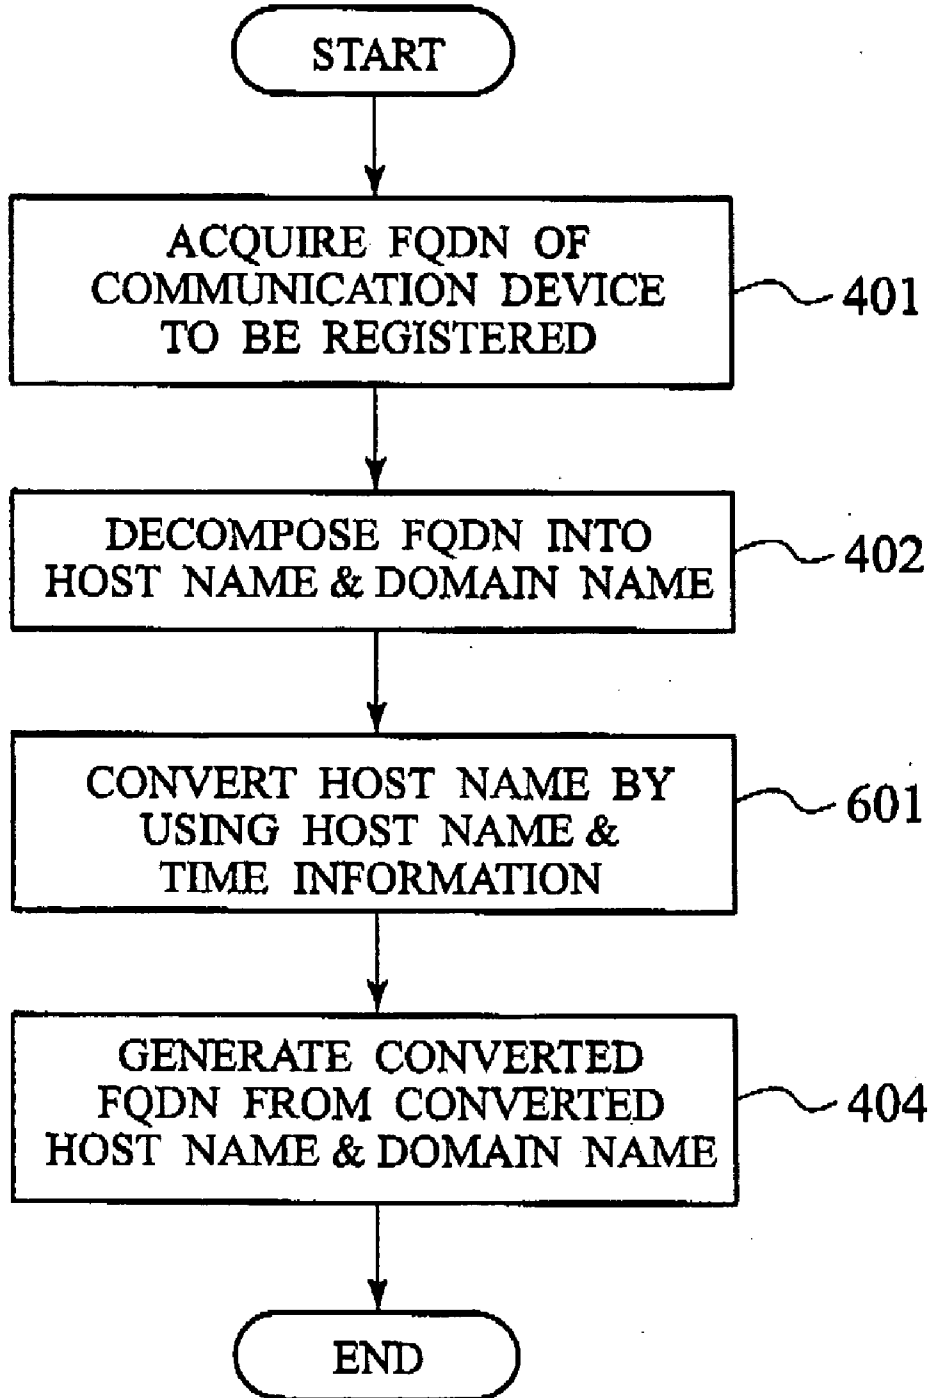 START
ACQUIRE FQDN OF
COMMUNICATION DEVICE
TO BE REGISTERED
401
DECOMPOSE FQDN INTO
HOST NAME & DOMAIN NAME
402
CONVERT HOST NAME BY
USING HOST NAME &
TIME INFORMATION
601
GENERATE CONVERTED
FQDN FROM CONVERTED
HOST NAME & DOMAIN NAME
404
END